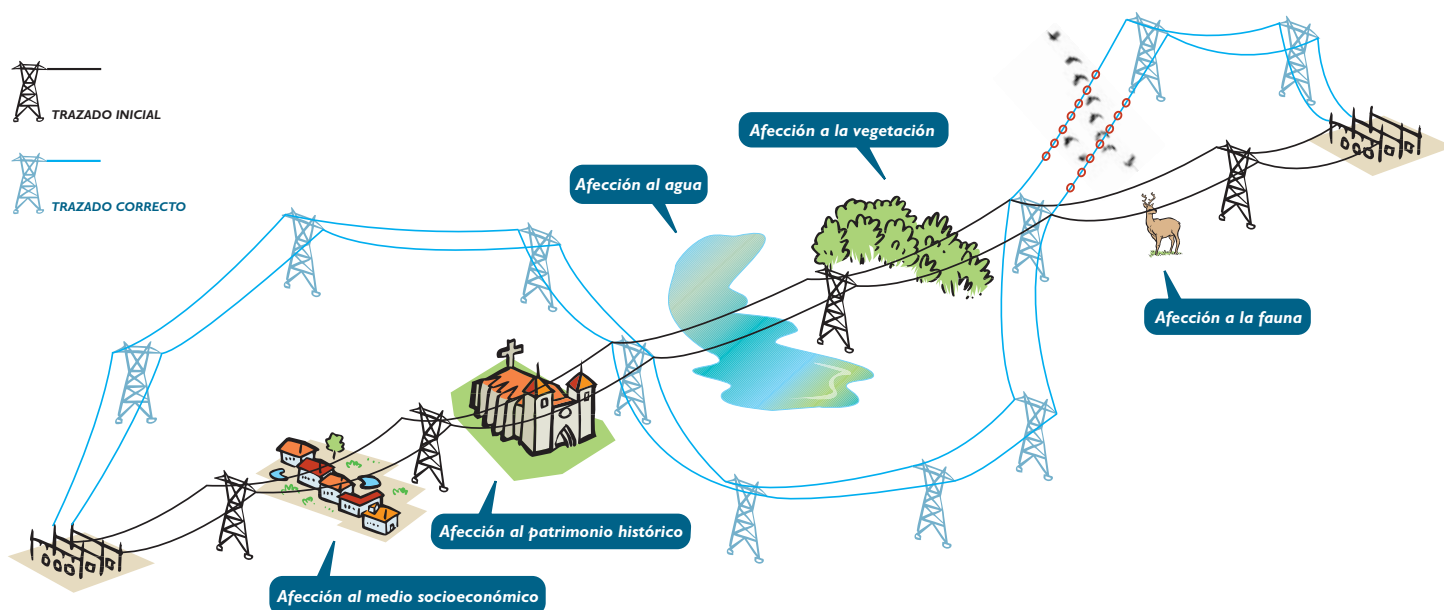 TRAZADO INICIAL
TRAZADO CORRECTO
Afección a la vegetación
Afección al agua
Afección a la fauna
Afección al patrimonio histórico
Afección al medio socioeconómico